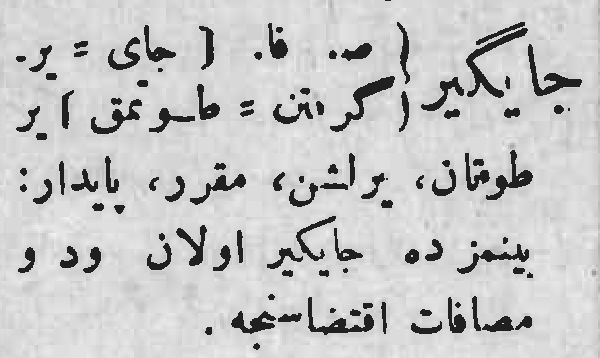 جایگیر ( ص. فا. [ جای = یر.
( گرفتن = طوتمق ] یر
طوتان، یرلشن، مقرر، پایدار:
بینمزده جایگیر اولان ود و
مصافات اقتضاسنجه .